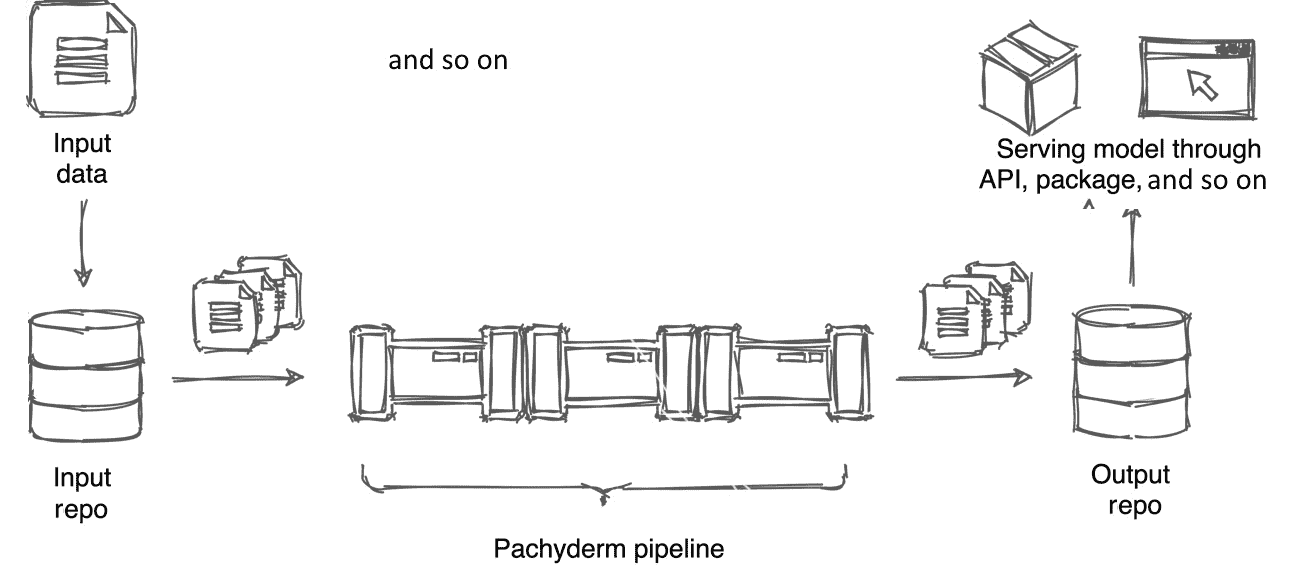 Input
data
and so on
Serving model through
API, package, and so on
Input
repo
Pachyderm pipeline
Output
repo